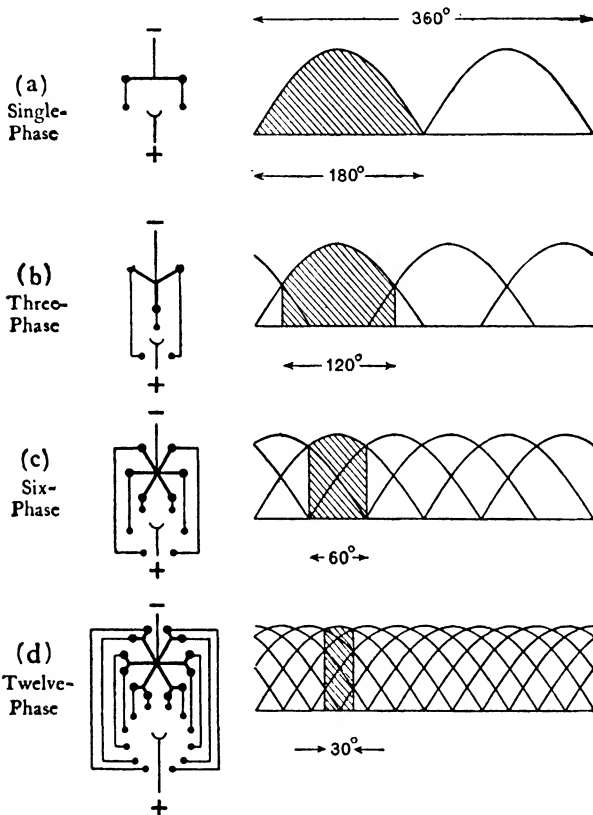 −
360°
(a)
Single-
Phase
+
180°
−
(b)
Three-
Phase
120°
+
−
(c)
Six-
Phase
60°
+
−
(d)
Twelve-
Phase
30°
+